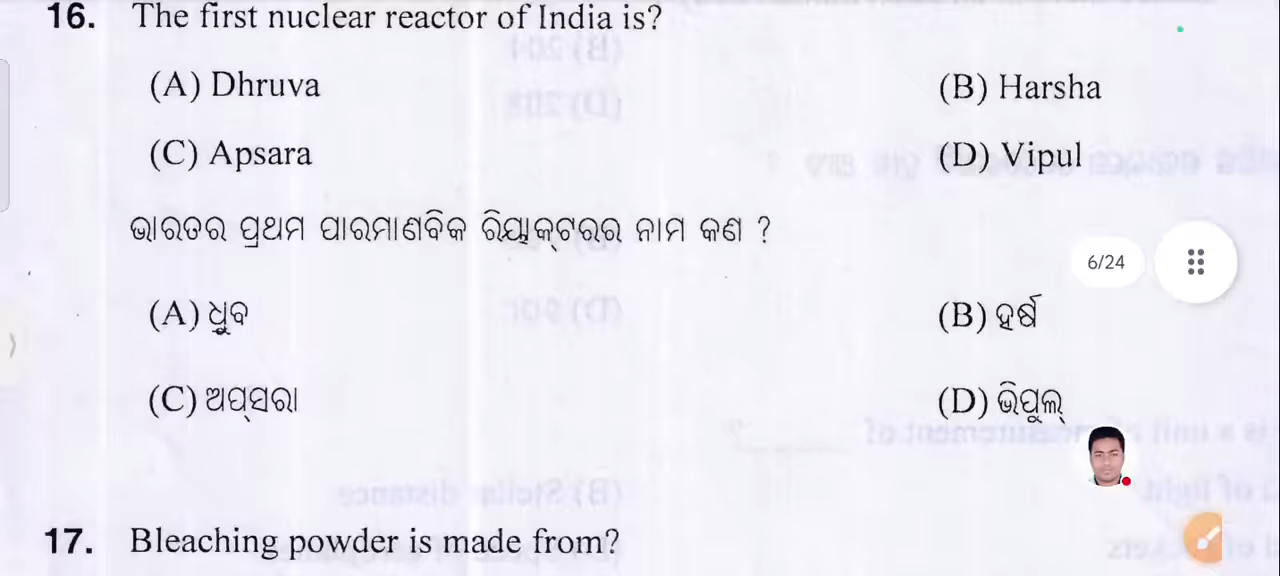 16. The first nuclear reactor of India is?
(A) Dhruva (B) Harsha
(C) Apsara (D) Vipul
ଭାରତର ପ୍ରଥମ ପାରମାଣବିକ ରିୟାକ୍ଟରର ନାମ କଣ ?
6/24
(A) ଧ୍ରୁବ (B) ହର୍ଷ
(C) ଅପ୍ସରା (D) ଭିପୁଲ୍
17. Bleaching powder is made from?